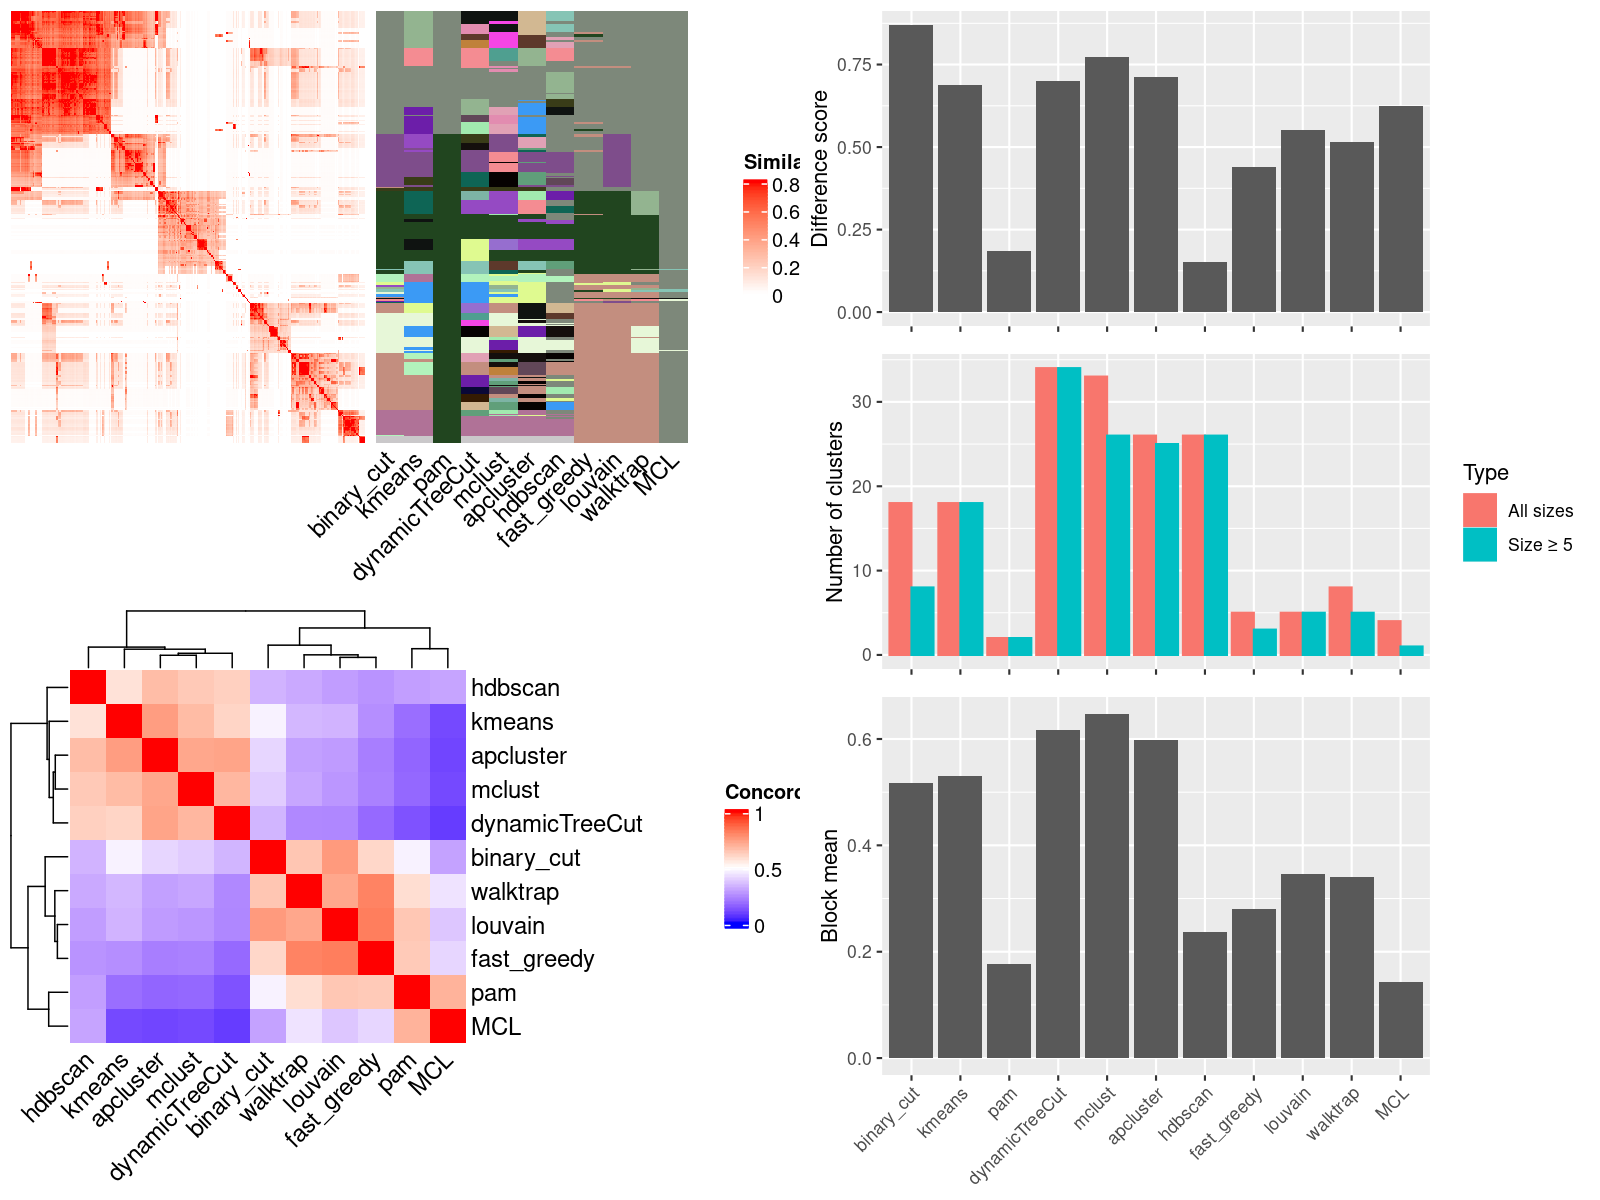 Simila
0.8
0.6
0.4
0.2
0
binary_cut
kmeans
pam
dynamicTreeCut
mclust
apcluster
hdbscan
fast_greedy
louvain
walktrap
MCL
hdbscan
kmeans
apcluster
mclust
dynamicTreeCut
binary_cut
walktrap
louvain
fast_greedy
pam
MCL
hdbscan
kmeans
apcluster
mclust
dynamicTreeCut
binary_cut
walktrap
louvain
fast_greedy
pam
MCL
Concord
1
0.5
0
Difference score
0.75
0.50
0.25
0.00
Number of clusters
30
20
10
0
Type
All sizes
Size ≥ 5
Block mean
0.6
0.4
0.2
0.0
binary_cut
kmeans
pam
dynamicTreeCut
mclust
apcluster
hdbscan
fast_greedy
louvain
walktrap
MCL